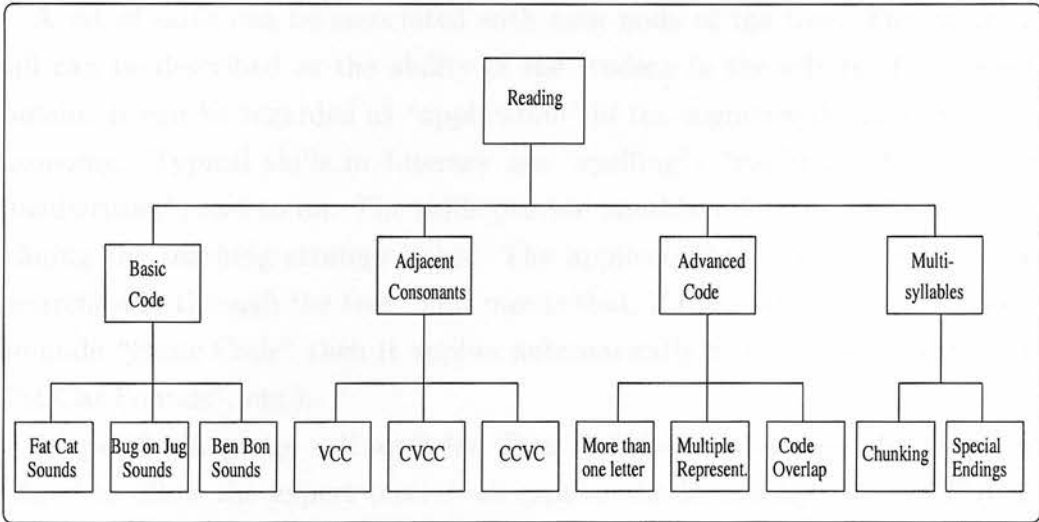 Reading
Basic
Code
Adjacent
Consonants
Advanced
Code
Multi-
syllables
Fat Cat
Sounds
Bug on Jug
Sounds
Ben Bon
Sounds
VCC
CVCC
CCVC
More than
one letter
Multiple
Represent.
Code
Overlap
Chunking
Special
Endings